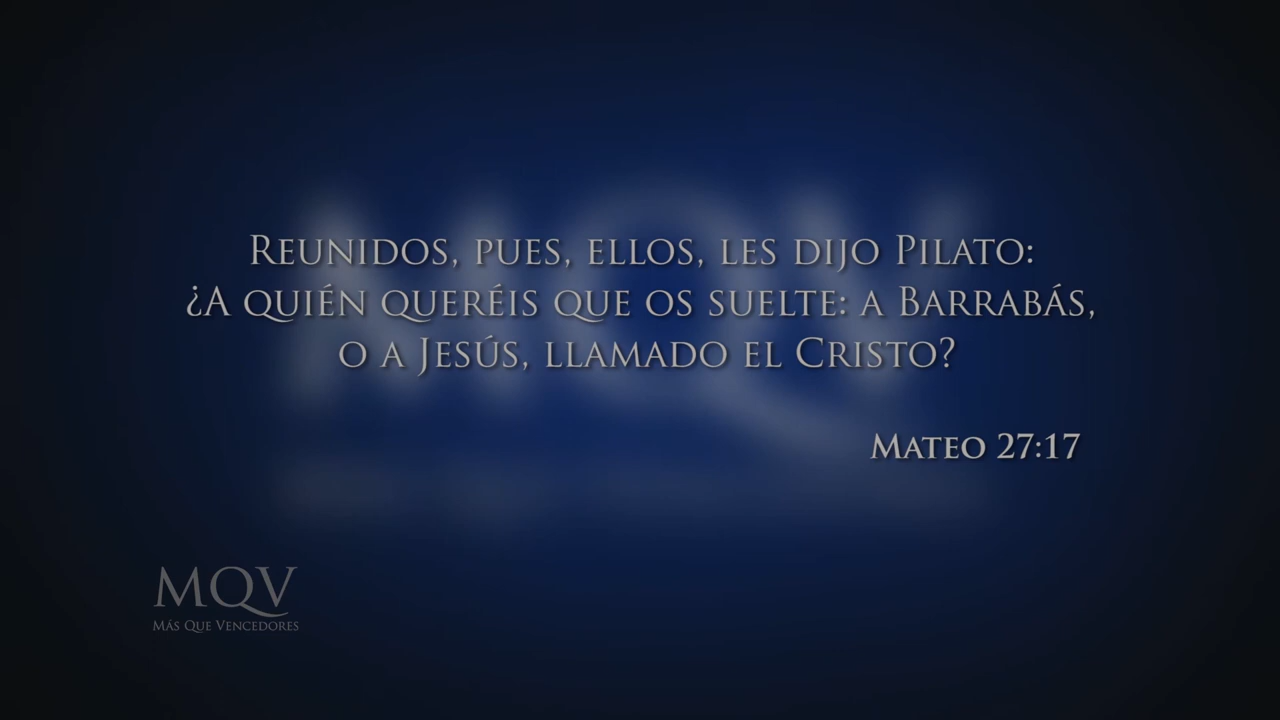 Reunidos, pues, ellos, les dijo Pilato:
¿A quién queréis que os suelte: a Barrabás,
o a Jesús, llamado el Cristo?
Mateo 27:17
MQV
Más Que Vencedores